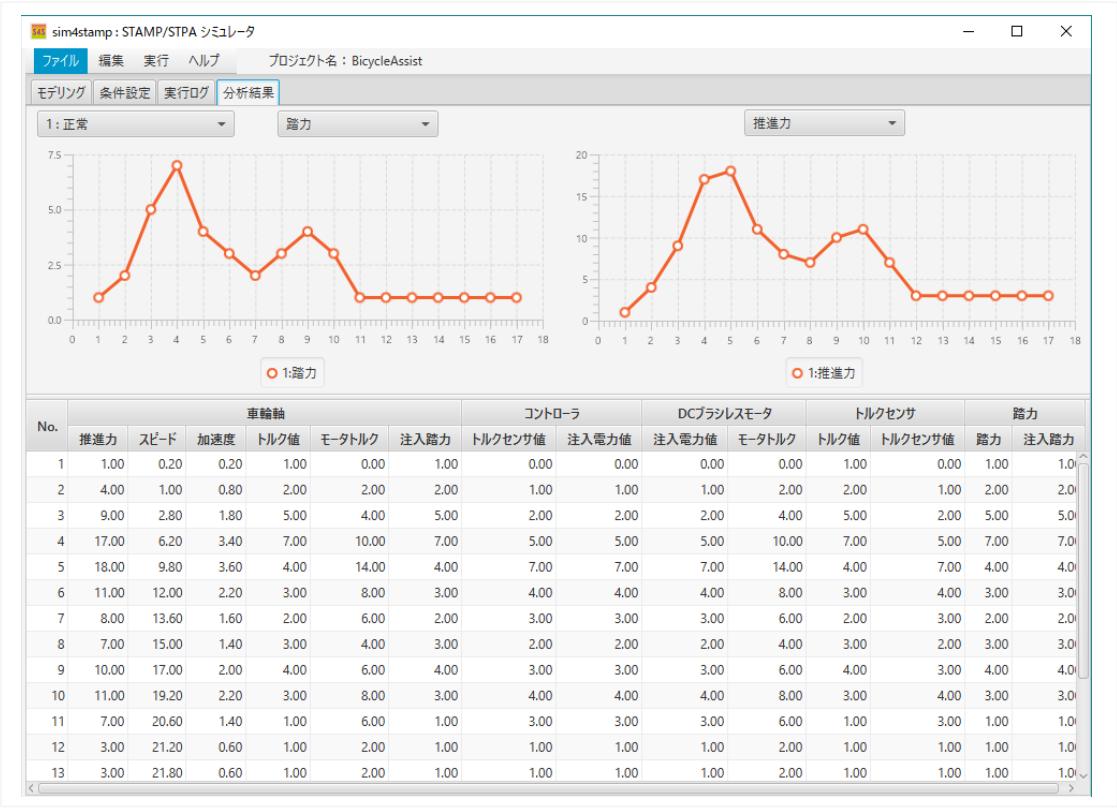 S4S sim4stamp : STAMP/STPA シミュレータ
ファイル 編集 実行 ヘルプ プロジェクト名：BicycleAssist
モデリング 条件設定 実行ログ 分析結果
1 : 正常 踏力 推進力
7.5
5.0
2.5
0.0
0 1 2 3 4 5 6 7 8 9 10 11 12 13 14 15 16 17 18
1:踏力
20
15
10
5
0
0 1 2 3 4 5 6 7 8 9 10 11 12 13 14 15 16 17 18
1:推進力
No. 車輪軸 コントローラ DCブラシレスモータ トルクセンサ 踏力
推進力 スピード 加速度 トルク値 モータトルク 注入踏力 トルクセンサ値 注入電力値 注入電力値 モータトルク トルク値 トルクセンサ値 踏力 注入踏力
1 1.00 0.20 0.20 1.00 0.00 1.00 0.00 0.00 0.00 0.00 1.00 0.00 1.00 1.0
2 4.00 1.00 0.80 2.00 2.00 2.00 1.00 1.00 1.00 2.00 2.00 1.00 2.00 2.0
3 9.00 2.80 1.80 5.00 4.00 5.00 2.00 2.00 2.00 4.00 5.00 2.00 5.00 5.0
4 17.00 6.20 3.40 7.00 10.00 7.00 5.00 5.00 5.00 10.00 7.00 5.00 7.00 7.0
5 18.00 9.80 3.60 4.00 14.00 4.00 7.00 7.00 7.00 14.00 4.00 7.00 4.00 4.0
6 11.00 12.00 2.20 3.00 8.00 3.00 4.00 4.00 4.00 8.00 3.00 4.00 3.00 3.0
7 8.00 13.60 1.60 2.00 6.00 2.00 3.00 3.00 3.00 6.00 2.00 3.00 2.00 2.0
8 7.00 15.00 1.40 3.00 4.00 3.00 2.00 2.00 2.00 4.00 3.00 2.00 3.00 3.0
9 10.00 17.00 2.00 4.00 6.00 4.00 3.00 3.00 3.00 6.00 4.00 3.00 4.00 4.0
10 11.00 19.20 2.20 3.00 8.00 3.00 4.00 4.00 4.00 8.00 3.00 4.00 3.00 3.0
11 7.00 20.60 1.40 1.00 6.00 1.00 3.00 3.00 3.00 6.00 1.00 3.00 1.00 1.0
12 3.00 21.20 0.60 1.00 2.00 1.00 1.00 1.00 1.00 2.00 1.00 1.00 1.00 1.0
13 3.00 21.80 0.60 1.00 2.00 1.00 1.00 1.00 1.00 2.00 1.00 1.00 1.00 1.0